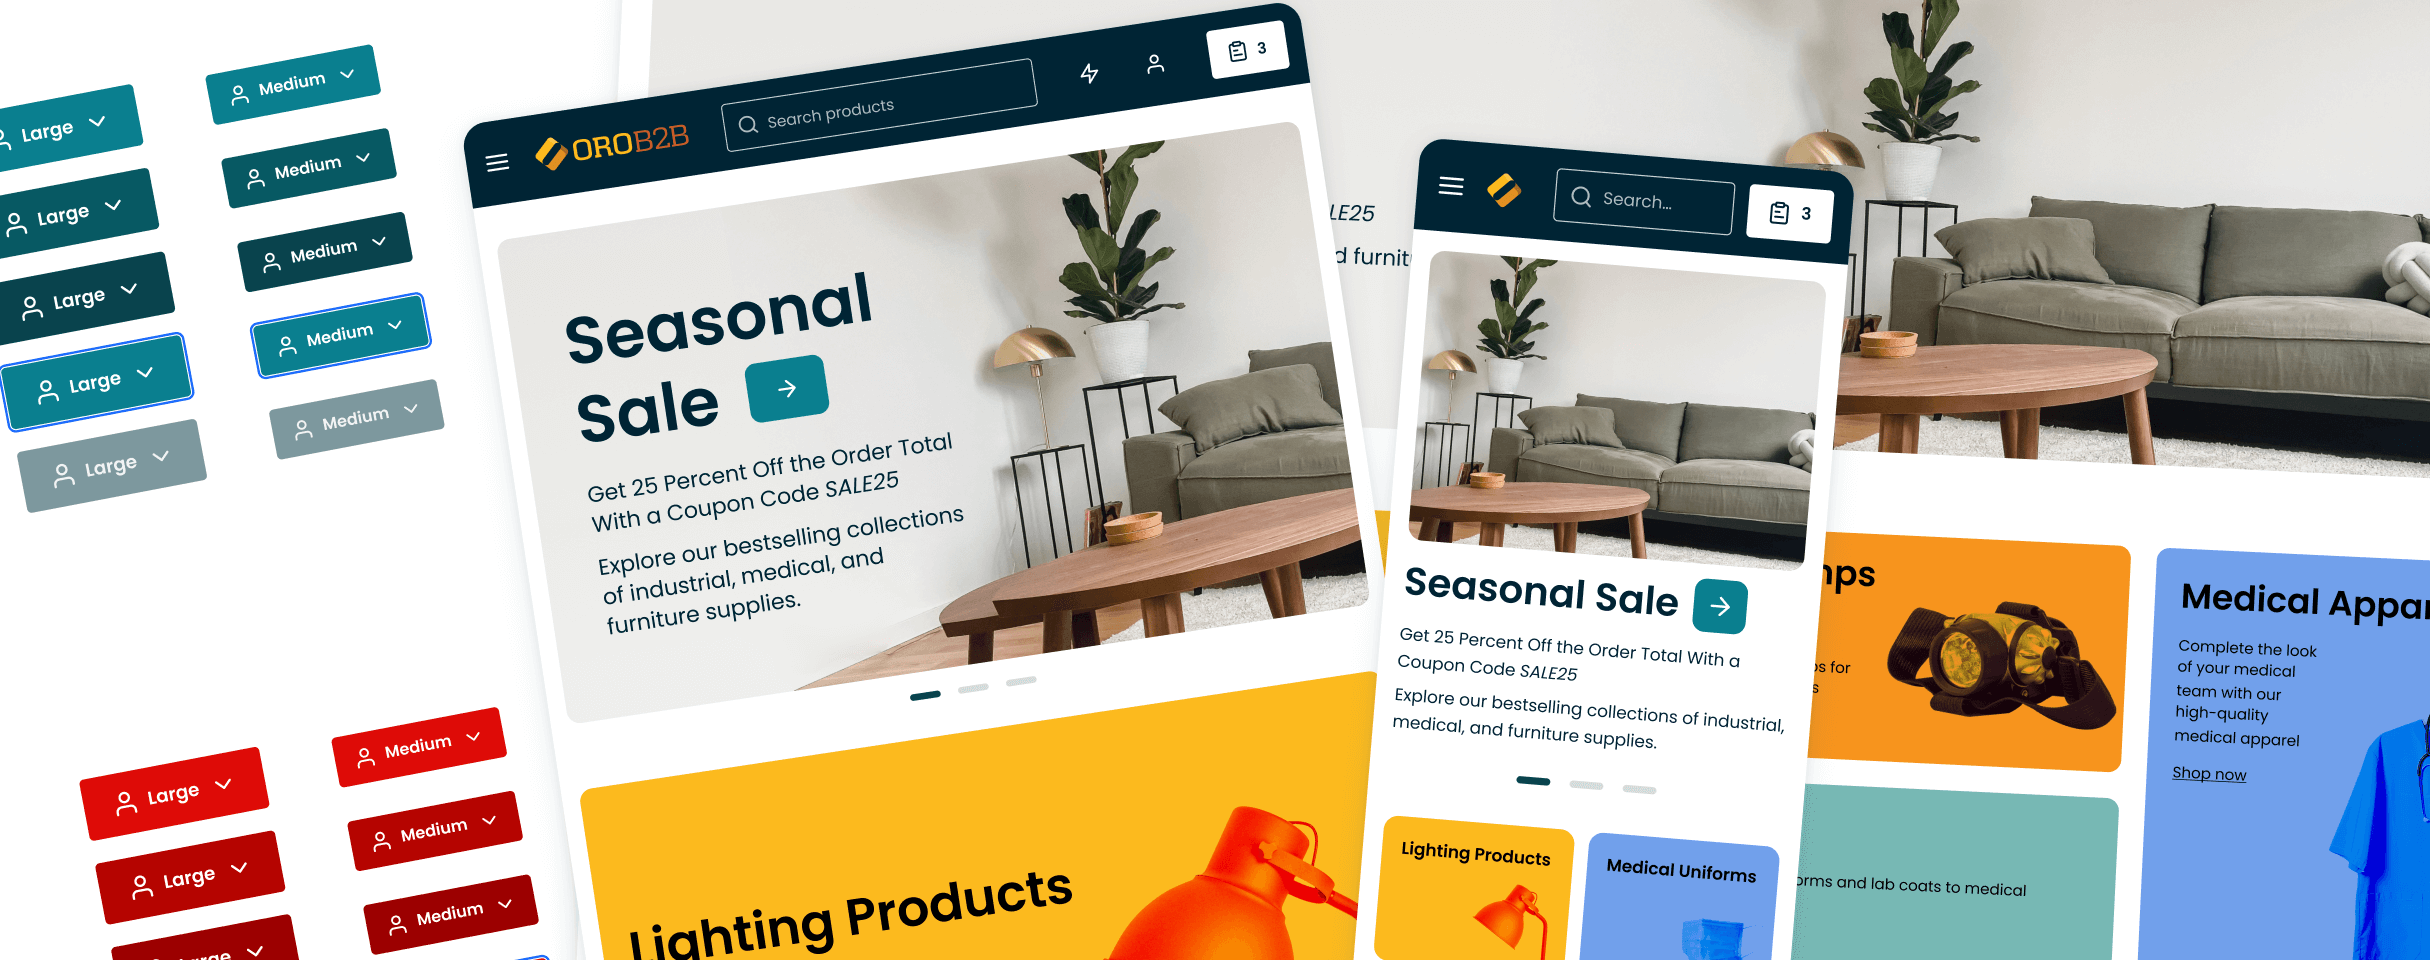 Large
Medium
Large
Medium
Large
Medium
Large
Medium
Large
Medium
Large
Medium
Large
Medium
Medium
OROB2B
Search products
3
Seasonal
Sale
Get 25 Percent Off the Order Total
With a Coupon Code SALE25
Explore our bestselling collections
of industrial, medical, and
furniture supplies.
Lighting Products
LE25
d furnit
Search...
3
Seasonal Sale
Get 25 Percent Off the Order Total With a
Coupon Code SALE25
Explore our bestselling collections of industrial,
medical, and furniture supplies.
Lighting Products
Medical Uniforms
mps
s for
s
orms and lab coats to medical
Medical Appar
Complete the look
of your medical
team with our
high-quality
medical apparel
Shop now